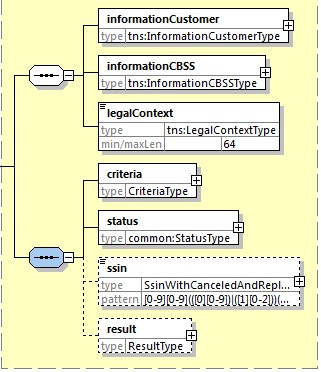 informationCustomer
type tns:InformationCustomerType
informationCBSS
type tns:InformationCBSSType
legalContext
type tns:LegalContextType
min/maxLen 64
criteria
type CriteriaType
status
type common:StatusType
ssin
type SsinWithCanceledAndRepl...
pattern [0-9][0-9](([0][0-9])|([1][0-2]))(...
result
type ResultType